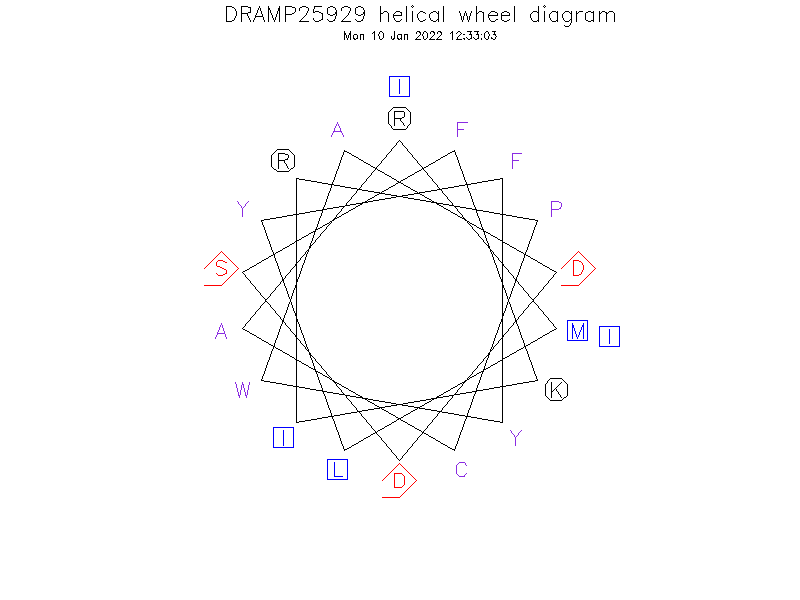 DRAMP25929 helical wheel diagram
Mon 10 Jan 2022 12:33:03
I
R
A
F
R
F
Y
P
S
D
A
M I
W
K
I
Y
L
C
D